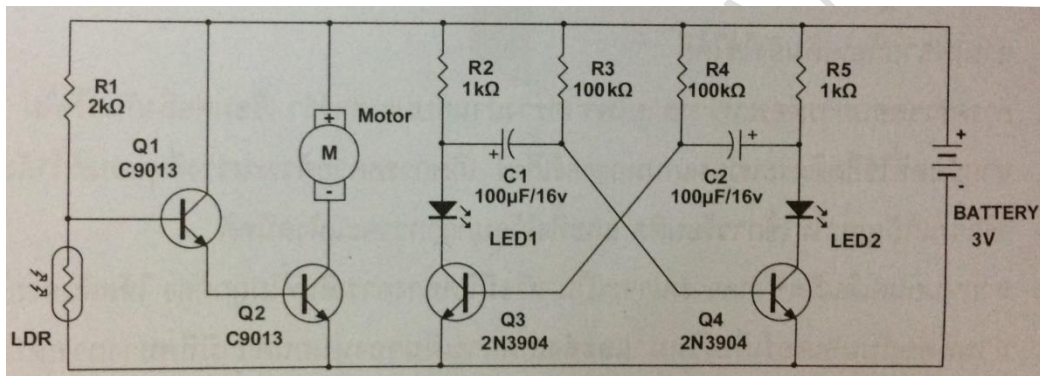 R1
2kΩ
Q1
C9013
LDR
Q2
C9013
+
Motor
M
-
R2
1kΩ
R3
100kΩ
+
C1
100µF/16v
LED1
Q3
2N3904
R4
100kΩ
+
C2
100µF/16v
R5
1kΩ
LED2
Q4
2N3904
+
-
BATTERY
3V